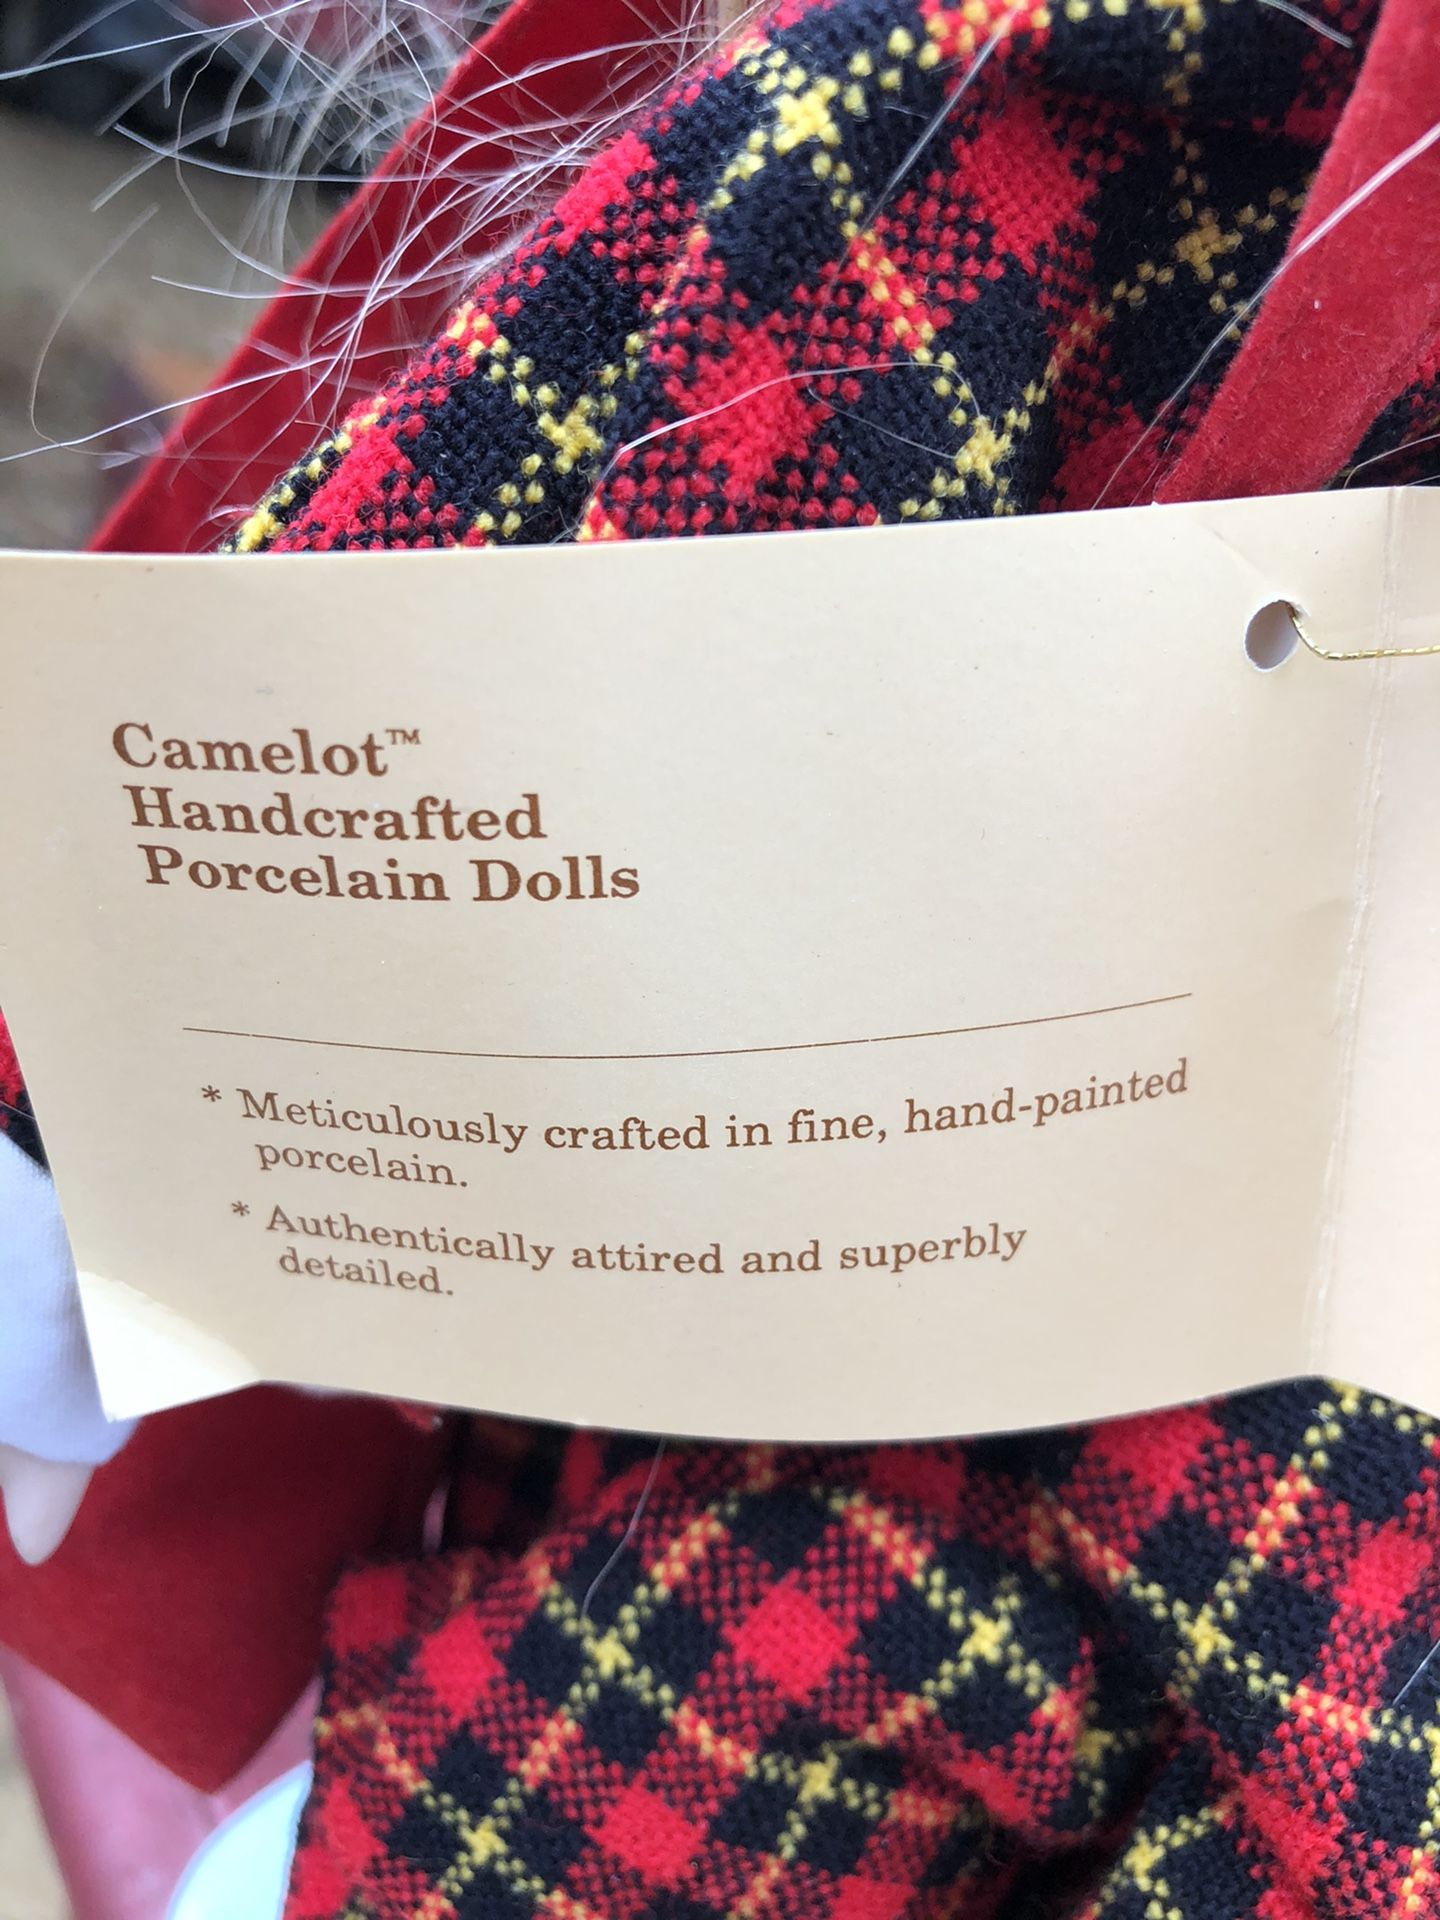 Camelot™
Handcrafted
Porcelain Dolls
* Meticulously crafted in fine, hand-painted
porcelain.
* Authentically attired and superbly
detailed.